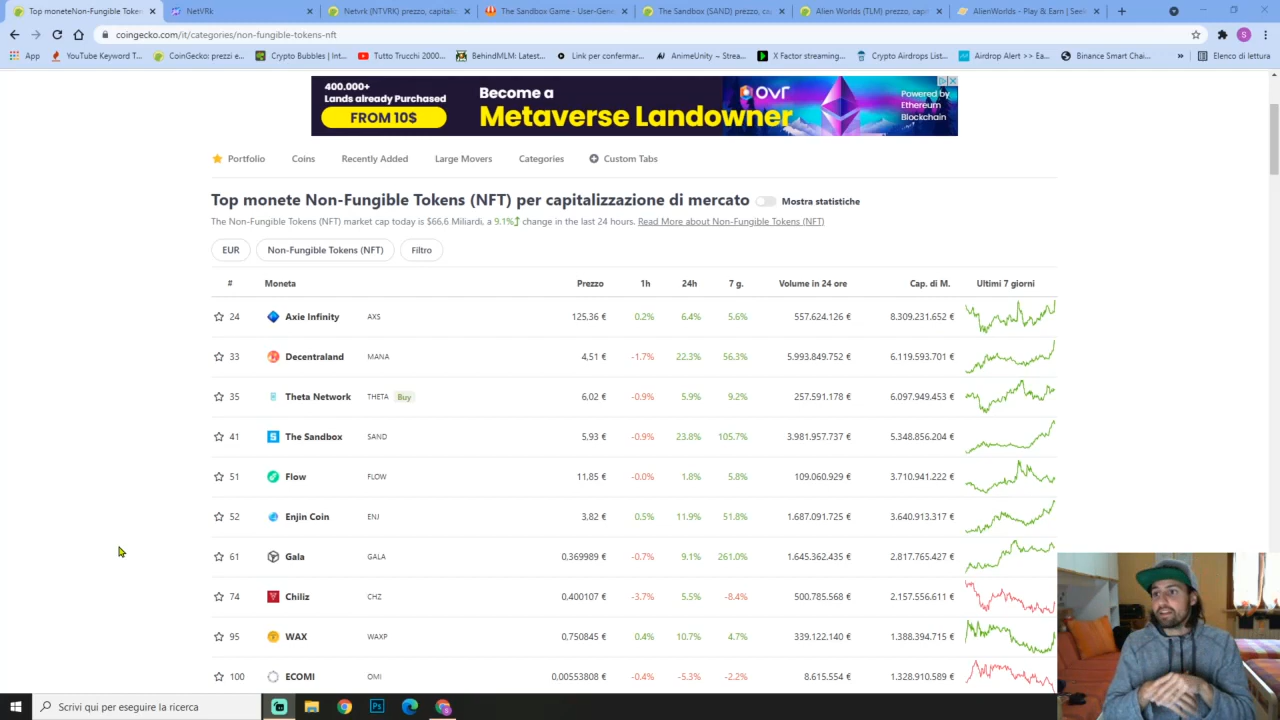 Top moneteNon-Fungible Tok
NetVRk
NetVRK (NTVRK) prezzo, capita
The Sandbox Game - User-Gene
The Sandbox (SAND) prezzo, c
Alien Worlds (TLM) prezzo, ca
Illuvium - Play & Earn | Seek
coingecko.com/it/categories/non-fungible-tokens-nft
App
YouTube Keyword T...
CoinGecko: prezzi e...
Crypto Bubbles | Int...
Tutto Trucchi 2000...
BehindMLM: Latest...
Link per confermar...
AnimeUnity ~ Strea...
X Factor forecasting...
Crypto Airdrops List...
Airdrop Alert >> Ea...
Binance Smart Chai...
»
Elenco di lettura
400.000+
Lands already Purchased
FROM 10$
Become a
Metaverse Landowner
OVR
Powered by
Ethereum
Blockchain
Portfolio
Coins
Recently Added
Large Movers
Categories
Custom Tabs
Top monete Non-Fungible Tokens (NFT) per capitalizzazione di mercato
Mostra statistiche
The Non-Fungible Tokens (NFT) market cap today is $66.6 Miliardi, a 9.1% change in the last 24 hours. Read More about Non-Fungible Tokens (NFT)
EUR
Non-Fungible Tokens (NFT)
Filtro
# Moneta Prezzo 1h 24h 7 g. Volume in 24 ore Cap. di M. Ultimi 7 giorni
24 Axie Infinity AXS 125,36 € 0.2% 6.4% 5.6% 557.624.126 € 8.309.231.652 €
33 Decentraland MANA 4,51 € -1.7% 22.3% 56.3% 5.993.849.752 € 6.119.593.701 €
35 Theta Network THETA Buy 6,02 € -0.9% 5.9% 9.2% 257.591.178 € 6.097.949.453 €
41 The Sandbox SAND 5,93 € -0.9% 23.8% 105.7% 3.981.957.737 € 5.348.856.204 €
51 Flow FLOW 11,85 € -0.0% 1.8% 5.8% 109.060.929 € 3.710.941.222 €
52 Enjin Coin ENJ 3,82 € 0.5% 11.9% 51.8% 1.687.091.725 € 3.640.913.317 €
61 Gala GALA 0,369989 € -0.7% 9.1% 261.0% 1.645.362.435 € 2.817.765.427 €
74 Chiliz CHZ 0,400107 € -3.7% 5.5% -8.4% 500.785.568 € 2.157.556.611 €
95 WAX WAXP 0,750845 € 0.4% 10.7% 4.7% 339.122.140 € 1.388.394.715 €
100 ECOMI OMI 0,00553808 € -0.4% -5.3% -2.2% 8.615.554 € 1.328.910.589 €
Scrivi qui per eseguire la ricerca